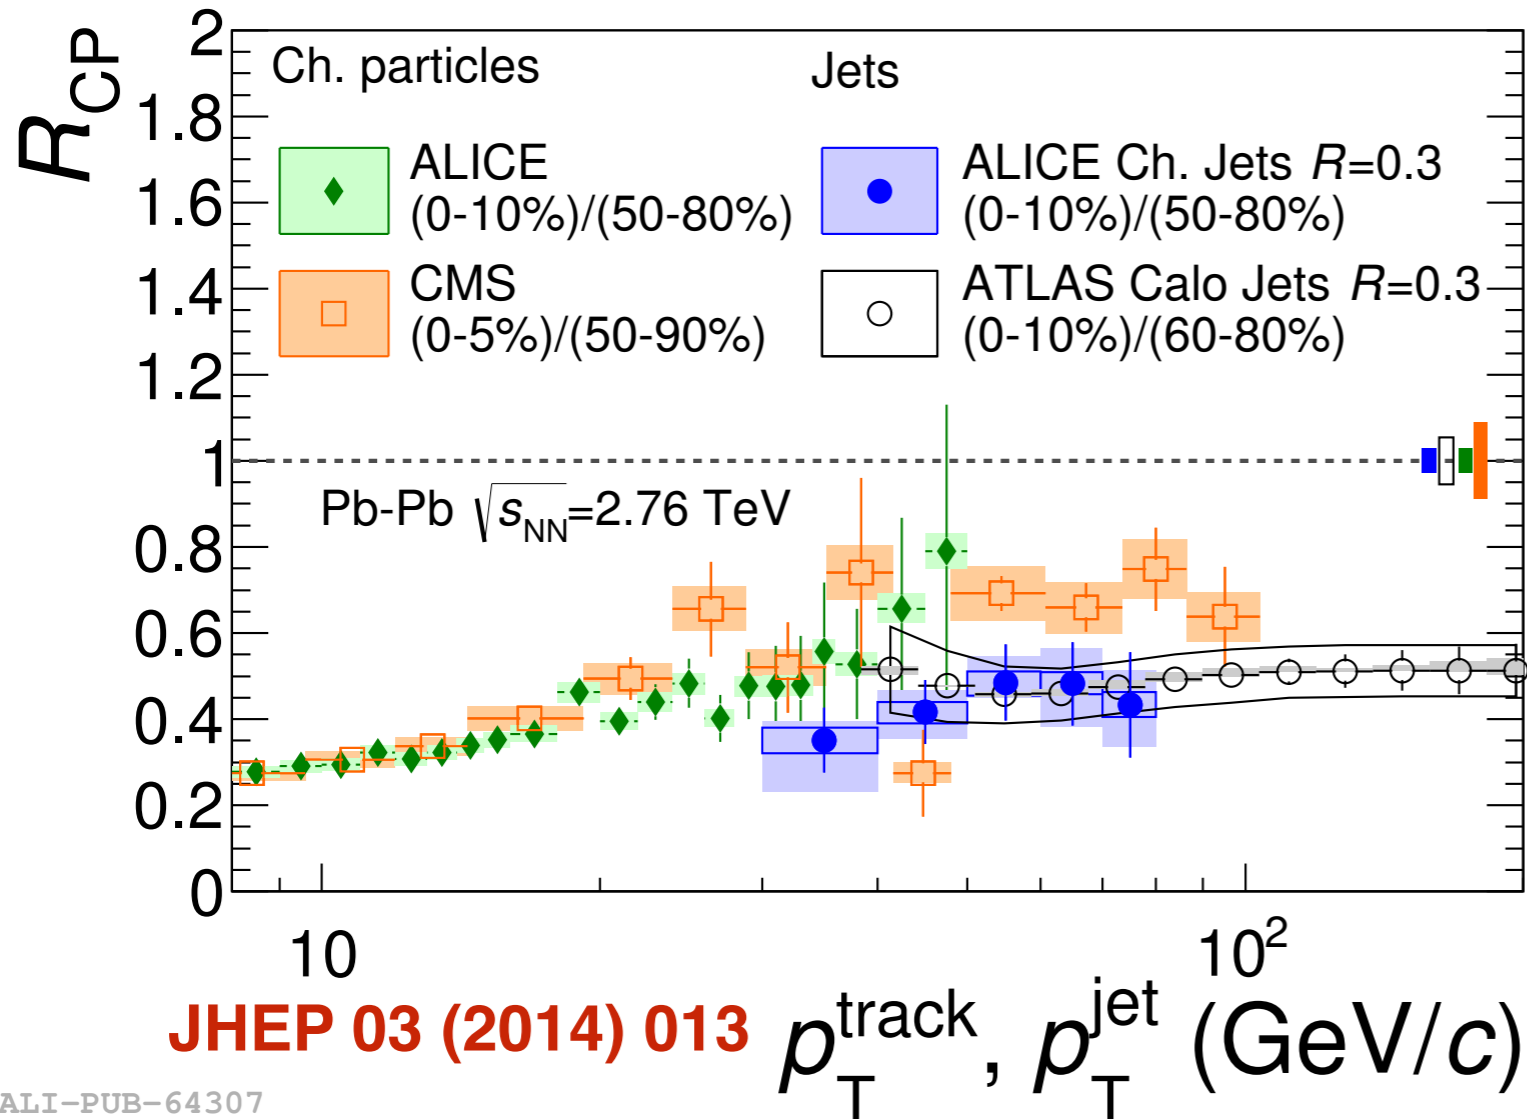 R_CP
2
1.8
1.6
1.4
1.2
1
0.8
0.6
0.4
0.2
0
Ch. particles
Jets
ALICE
(0-10%)/(50-80%)
ALICE Ch. Jets R=0.3
(0-10%)/(50-80%)
CMS
(0-5%)/(50-90%)
ATLAS Calo Jets R=0.3
(0-10%)/(60-80%)
Pb-Pb √s_NN=2.76 TeV
10
10²
JHEP 03 (2014) 013
p_T^track, p_T^jet (GeV/c)
ALI−PUB−64307